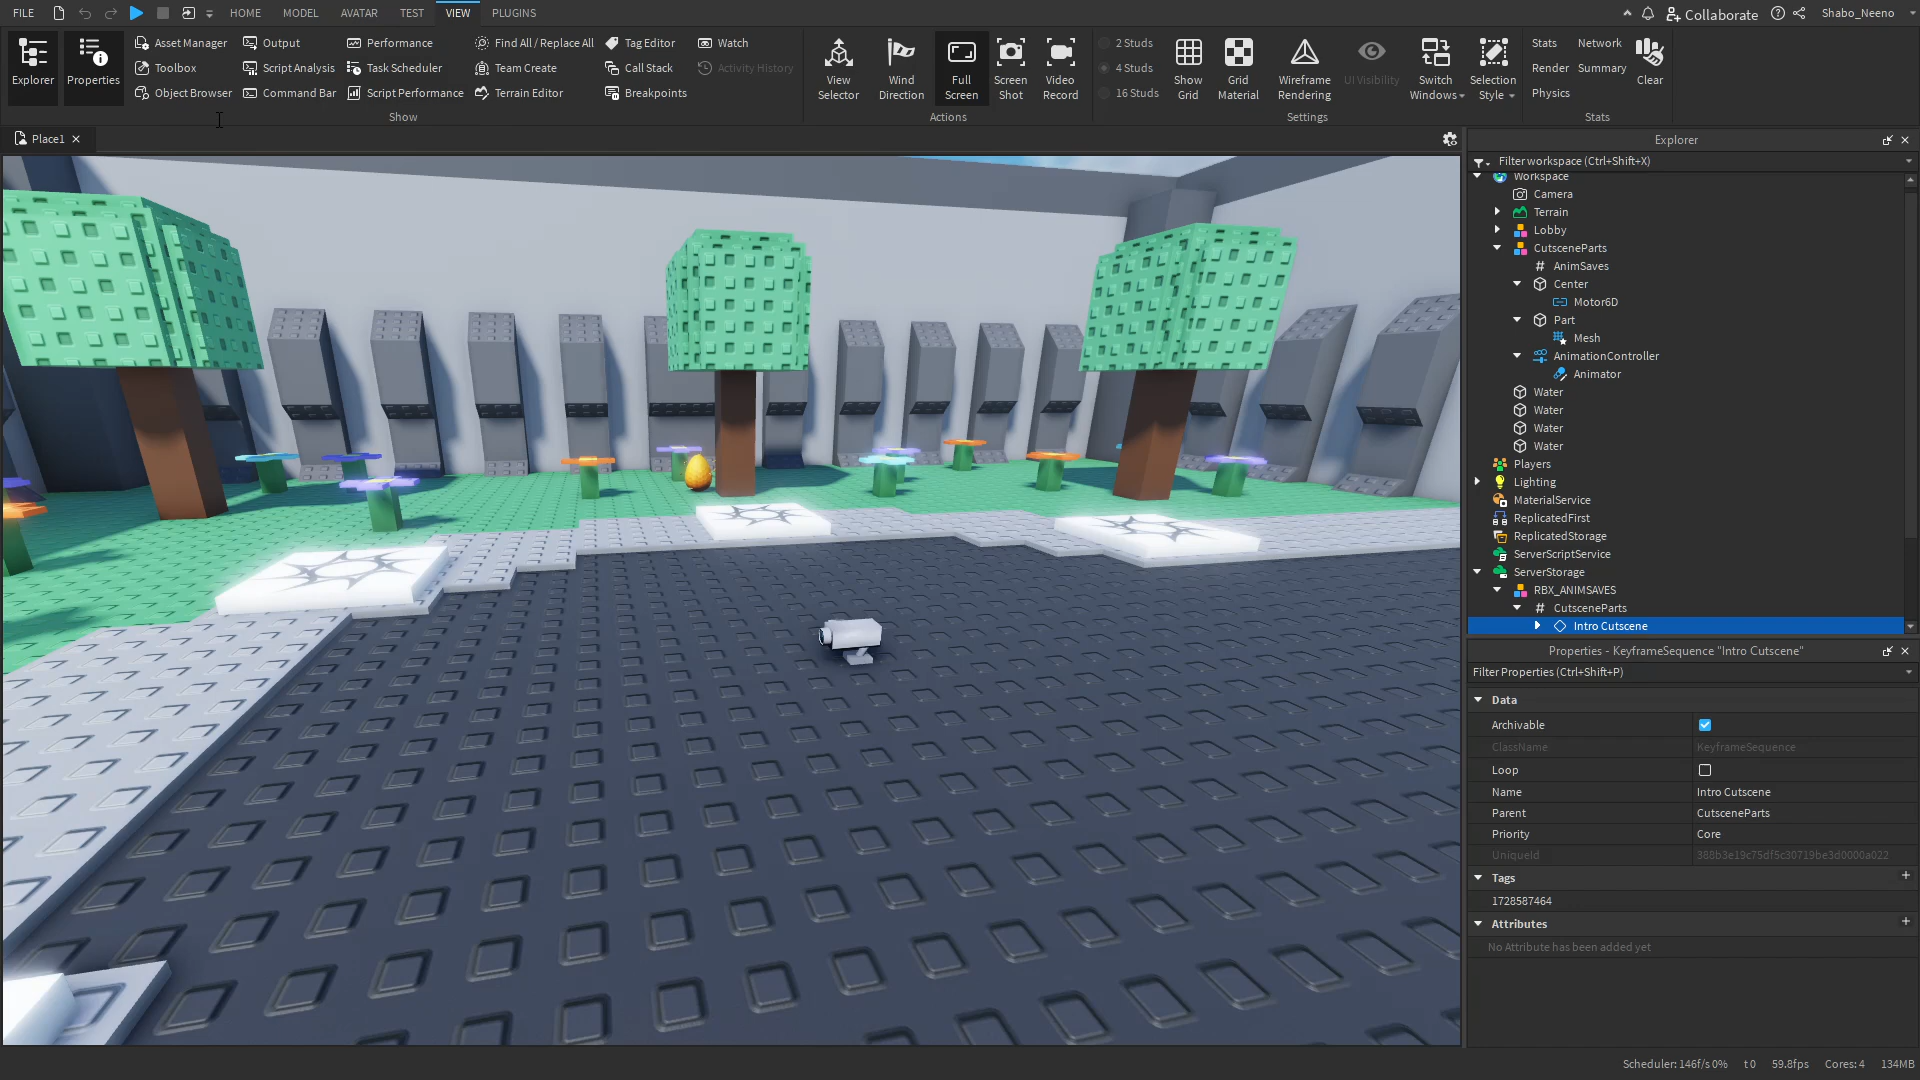 FILE
HOME
MODEL
AVATAR
TEST
VIEW
PLUGINS
Collaborate
Shabo_Neeno
Explorer
Properties
Asset Manager
Toolbox
Object Browser
Output
Script Analysis
Command Bar
Performance
Task Scheduler
Script Performance
Find All / Replace All
Team Create
Terrain Editor
Tag Editor
Call Stack
Breakpoints
Watch
Activity History
Show
View
Selector
Wind
Direction
Full
Screen
Screen
Shot
Video
Record
Actions
2 Studs
4 Studs
16 Studs
Show
Grid
Grid
Material
Wireframe
Rendering
UI Visibility
Switch
Windows
Selection
Style
Settings
Stats
Network
Render
Summary
Physics
Clear
Stats
Place1
Explorer
Filter workspace (Ctrl+Shift+X)
Workspace
Camera
Terrain
Lobby
CutsceneParts
# AnimSaves
Center
Motor6D
Part
Mesh
AnimationController
Animator
Water
Water
Water
Water
Players
Lighting
MaterialService
ReplicatedFirst
ReplicatedStorage
ServerScriptService
ServerStorage
RBX_ANIMSAVES
# CutsceneParts
Intro Cutscene
Properties - KeyframeSequence "Intro Cutscene"
Filter Properties (Ctrl+Shift+P)
Data
Archivable
ClassName KeyframeSequence
Loop
Name Intro Cutscene
Parent CutsceneParts
Priority Core
UniqueId 388b3e19c75df5c30719be3d0000a022
Tags +
1728587464
Attributes +
No Attribute has been added yet
Scheduler: 146f/s 0% t 0 59.8fps Cores: 4 134MB